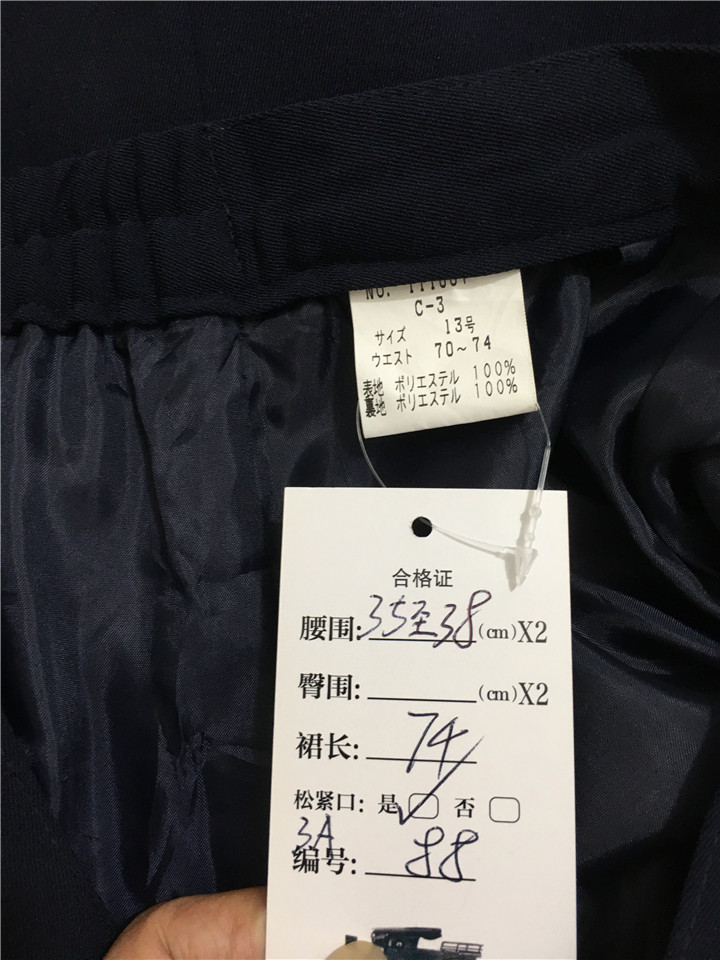 C-3
サイズ 13号
ウエスト 70～74
表地 ポリエステル 100%
裏地 ポリエステル 100%
合格证
腰围: 35至38 (cm)X2
臀围: (cm)X2
裙长: 74
松紧口: 是 ✓ 否
3A
编号: 88